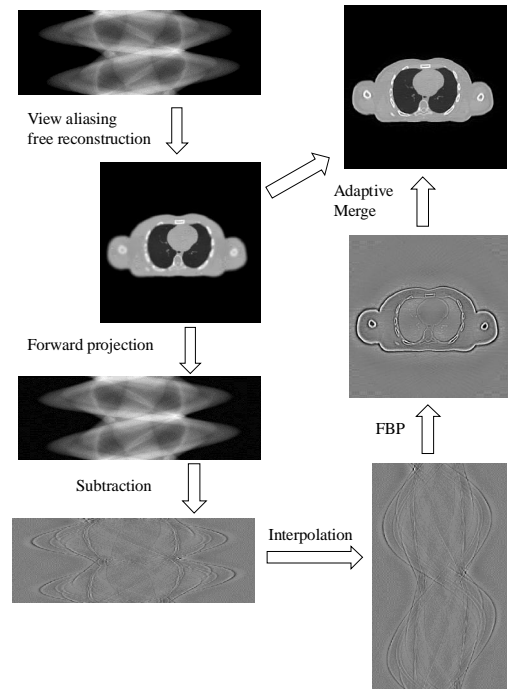 View aliasing
free reconstruction
Forward projection
Subtraction
Interpolation
FBP
Adaptive
Merge